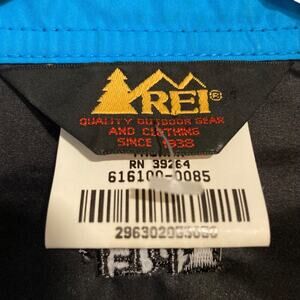 REI®
QUALITY OUTDOOR GEAR
AND CLOTHING
SINCE 1938
RN 39264
616100-0085